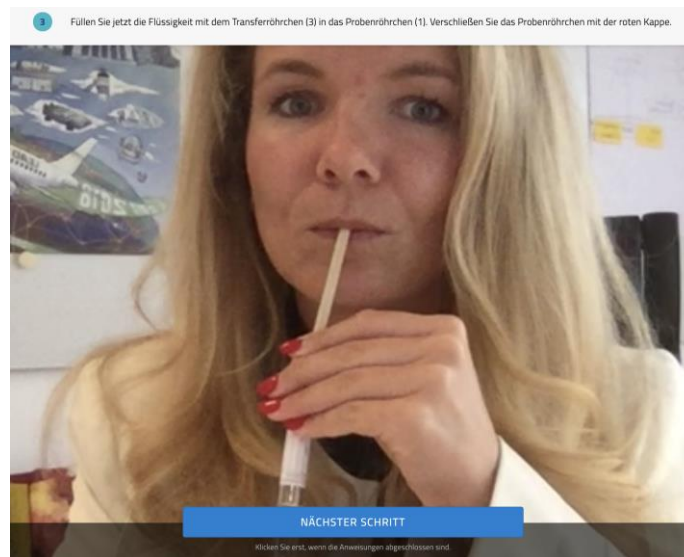 3 Füllen Sie jetzt die Flüssigkeit mit dem Transferröhrchen (3) in das Probenröhrchen (1). Verschließen Sie das Probenröhrchen mit der roten Kappe.
2016
NÄCHSTER SCHRITT
Klicken Sie erst, wenn die Anweisungen abgeschlossen sind.